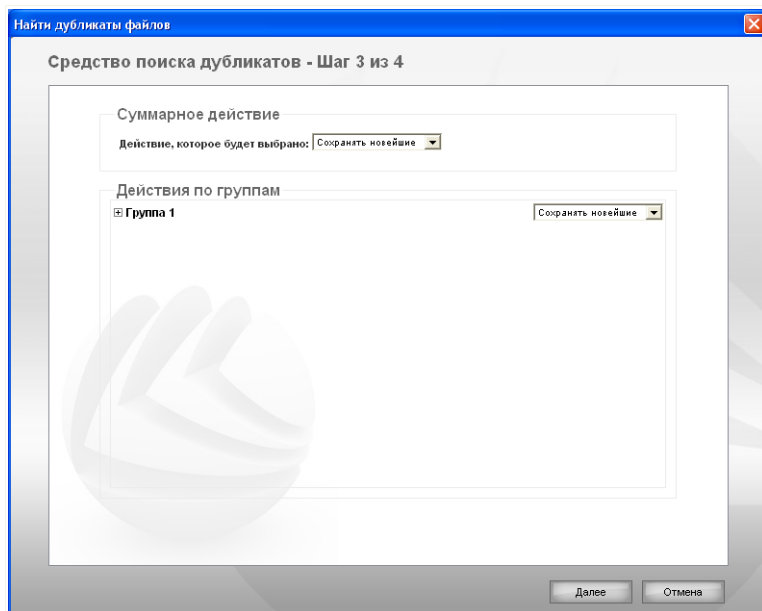 Найти дубликаты файлов
Средство поиска дубликатов - Шаг 3 из 4
Суммарное действие
Действие, которое будет выбрано: Сохранять новейшие
Действия по группам
Группа 1 Сохранять новейшие
Далее Отмена